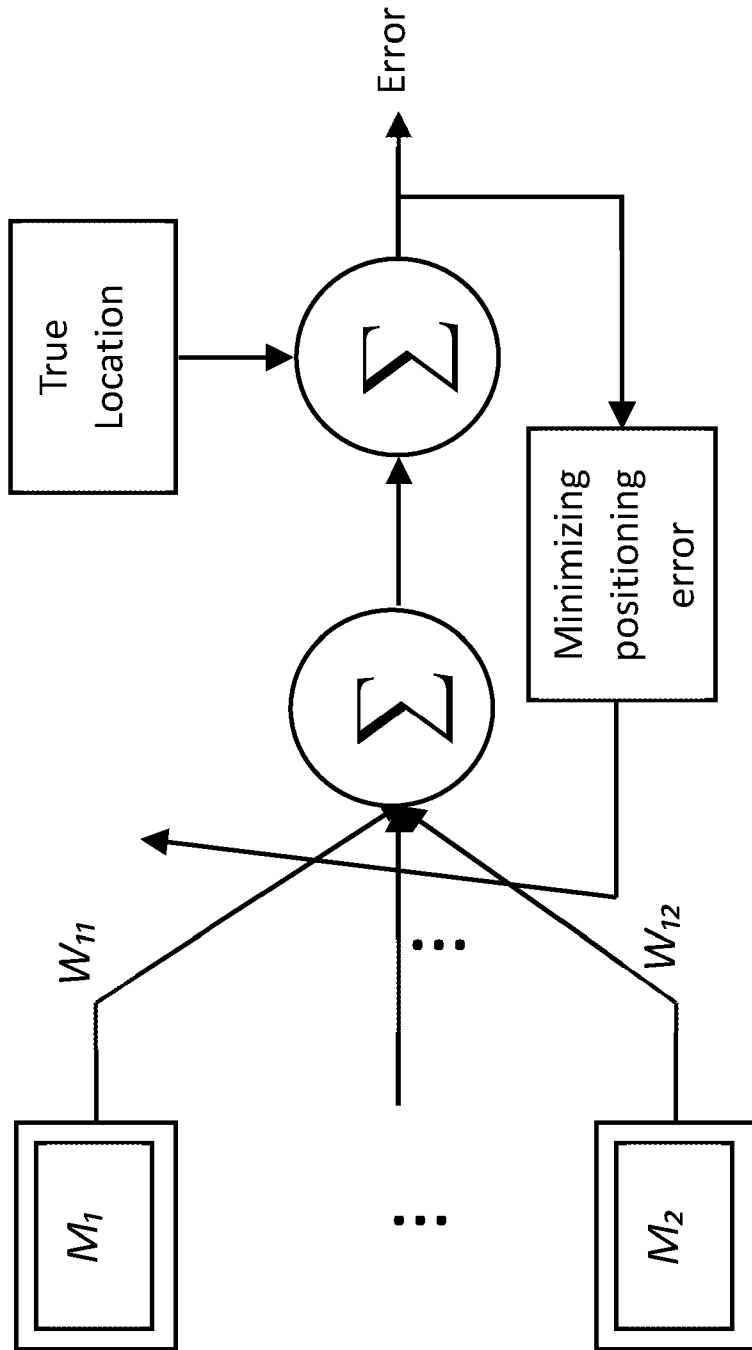 M1
W11
...
...
M2
W12
Σ
Σ
True
Location
Minimizing
positioning
error
Error